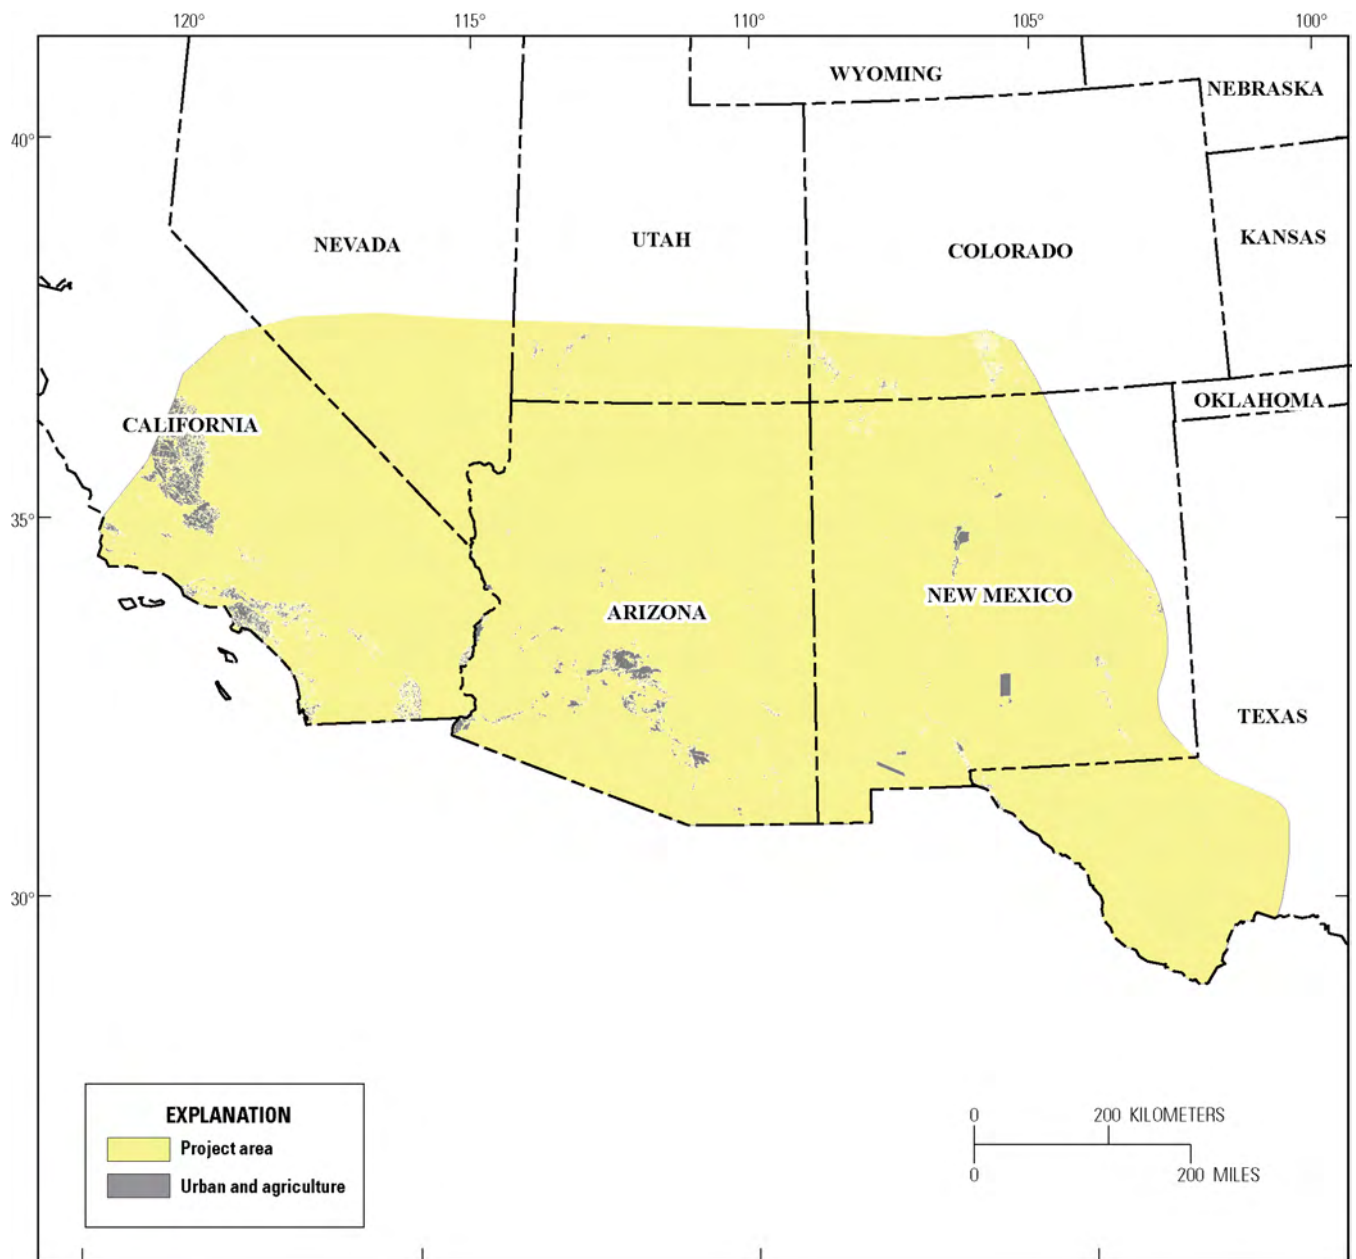 120° 115° 110° 105° 100°
WYOMING
NEBRASKA
40°
NEVADA
UTAH
COLORADO
KANSAS
OKLAHOMA
CALIFORNIA
35°
ARIZONA
NEW MEXICO
TEXAS
30°
EXPLANATION
Project area
Urban and agriculture
0 200 KILOMETERS
0 200 MILES